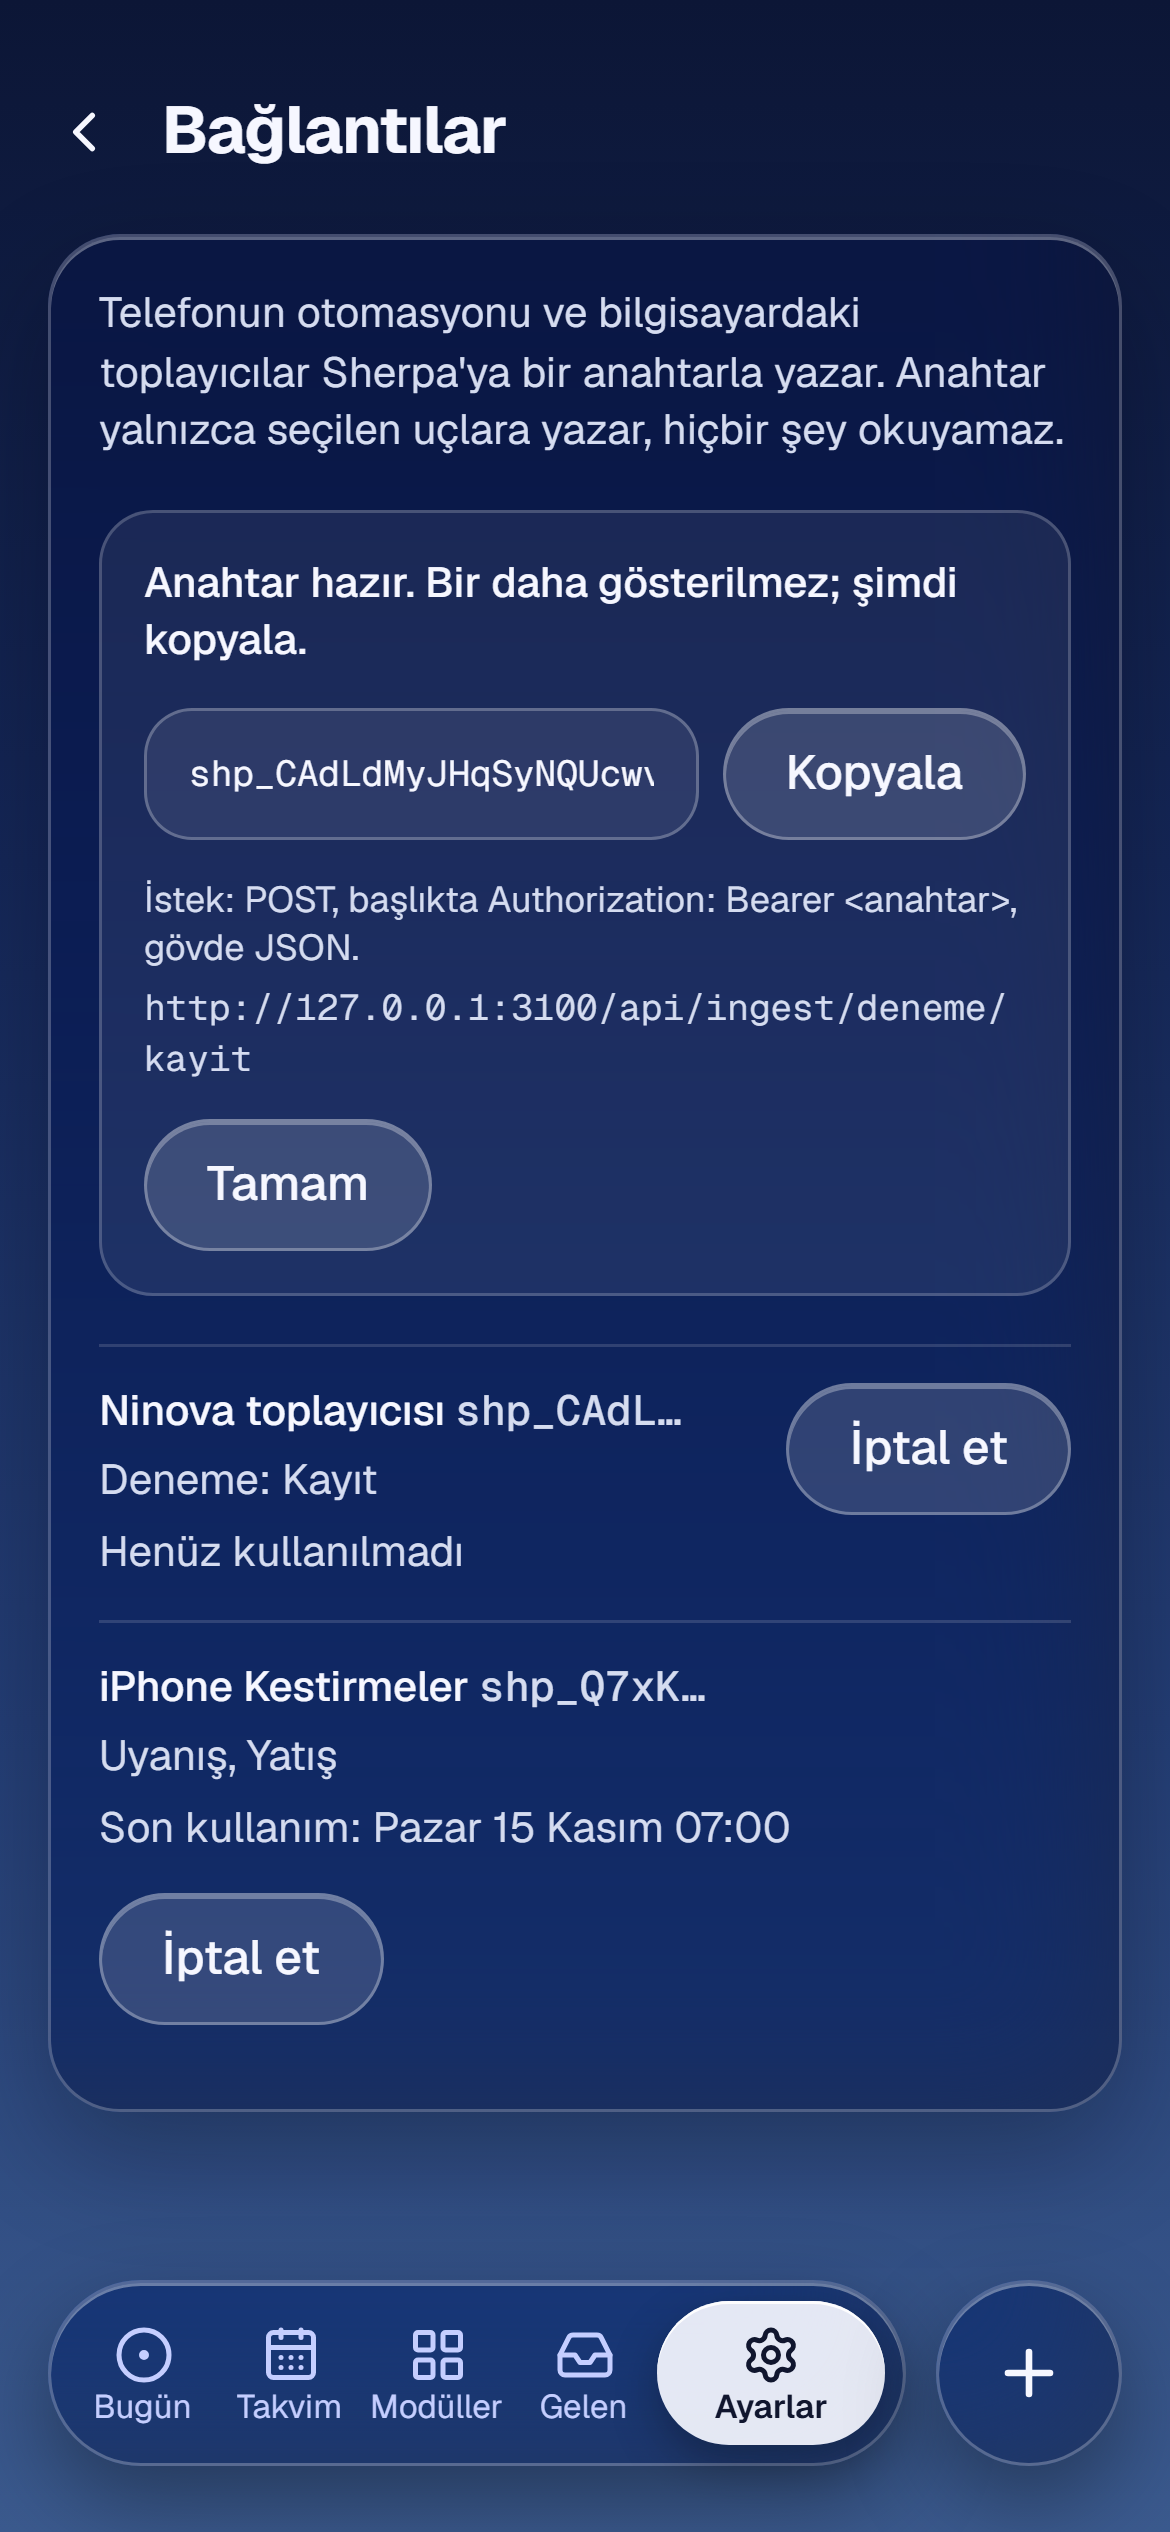 Bağlantılar
Telefonun otomasyonu ve bilgisayardaki
toplayıcılar Sherpa'ya bir anahtarla yazar. Anahtar
yalnızca seçilen uçlara yazar, hiçbir şey okuyamaz.
Anahtar hazır. Bir daha gösterilmez; şimdi
kopyala.
shp_CAdLdMyJHqSyNQUcw
Kopyala
İstek: POST, başlıkta Authorization: Bearer <anahtar>,
gövde JSON.
http://127.0.0.1:3100/api/ingest/deneme/
kayit
Tamam
Ninova toplayıcısı shp_CAdL…
İptal et
Deneme: Kayıt
Henüz kullanılmadı
iPhone Kestirmeler shp_Q7xK…
Uyanış, Yatış
Son kullanım: Pazar 15 Kasım 07:00
İptal et
Bugün
Takvim
Modüller
Gelen
Ayarlar